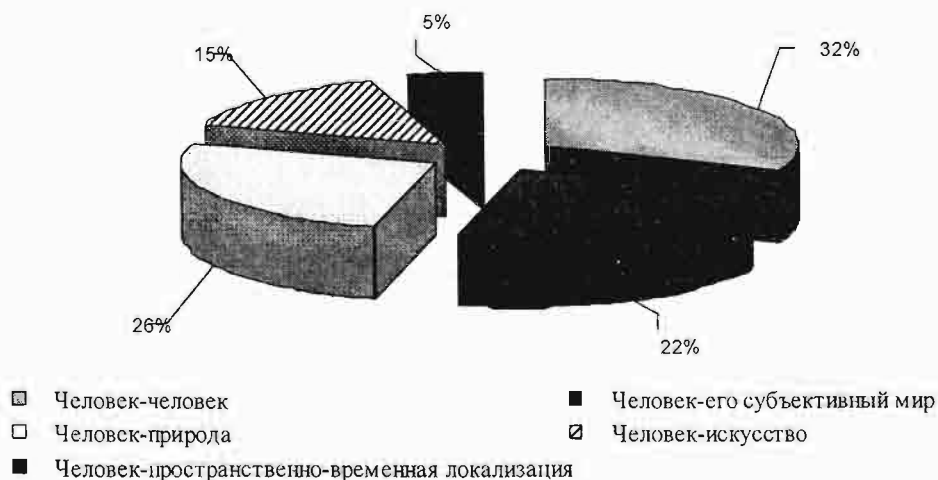 5%
15%
32%
26%
22%
Человек-человек
Человек-его субъективный мир
Человек-природа
Человек-искусство
Человек-пространственно-временная локализация